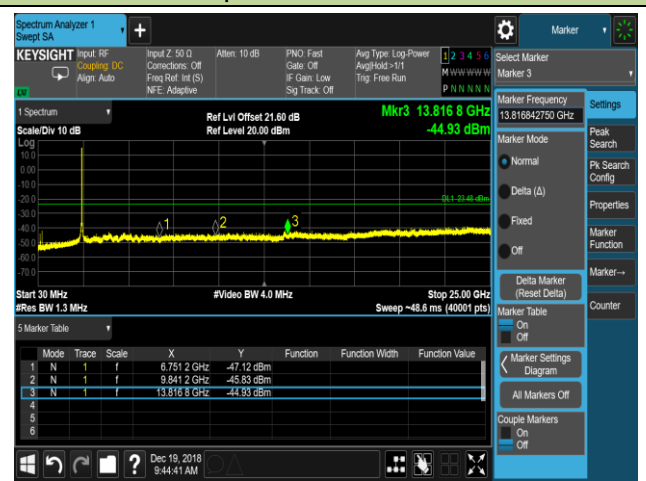 Spectrum Analyzer 1
Swept SA
+
Marker
KEYSIGHT
Input: RF
Coupling: DC
Align: Auto
Input Z: 50 Ω
Corrections: Off
Freq Ref: Int (S)
NFE: Adaptive
Atten: 10 dB
PNO: Fast
Gate: Off
IF Gain: Low
Sig Track: Off
Avg Type: Log-Power
Avg|Hold:>1/1
Trig: Free Run
1 2 3 4 5 6
M W W W W W
P N N N N N
Select Marker
Marker 3
1 Spectrum
Scale/Div 10 dB
Log
Ref Lvl Offset 21.60 dB
Ref Level 20.00 dBm
Mkr3 13.816 8 GHz
-44.93 dBm
10.0
0.00
-10.0
-20.0
-30.0
-40.0
-50.0
-60.0
-70.0
DL1 -23.48 dBm
1
2
3
Start 30 MHz
#Res BW 1.3 MHz
#Video BW 4.0 MHz
Stop 25.00 GHz
Sweep ~48.6 ms (40001 pts)
5 Marker Table
Mode Trace Scale X Y Function Function Width Function Value
1 N 1 f 6.751 2 GHz -47.12 dBm
2 N 1 f 9.841 2 GHz -45.83 dBm
3 N 1 f 13.816 8 GHz -44.93 dBm
4
5
6
Marker Frequency
13.816842750 GHz
Marker Mode
Normal
Delta (Δ)
Fixed
Off
Delta Marker
(Reset Delta)
Marker Table
On
Off
Marker Settings
Diagram
All Markers Off
Couple Markers
On
Off
Settings
Peak
Search
Pk Search
Config
Properties
Marker
Function
Marker→
Counter
?
Dec 19, 2018
9:44:41 AM